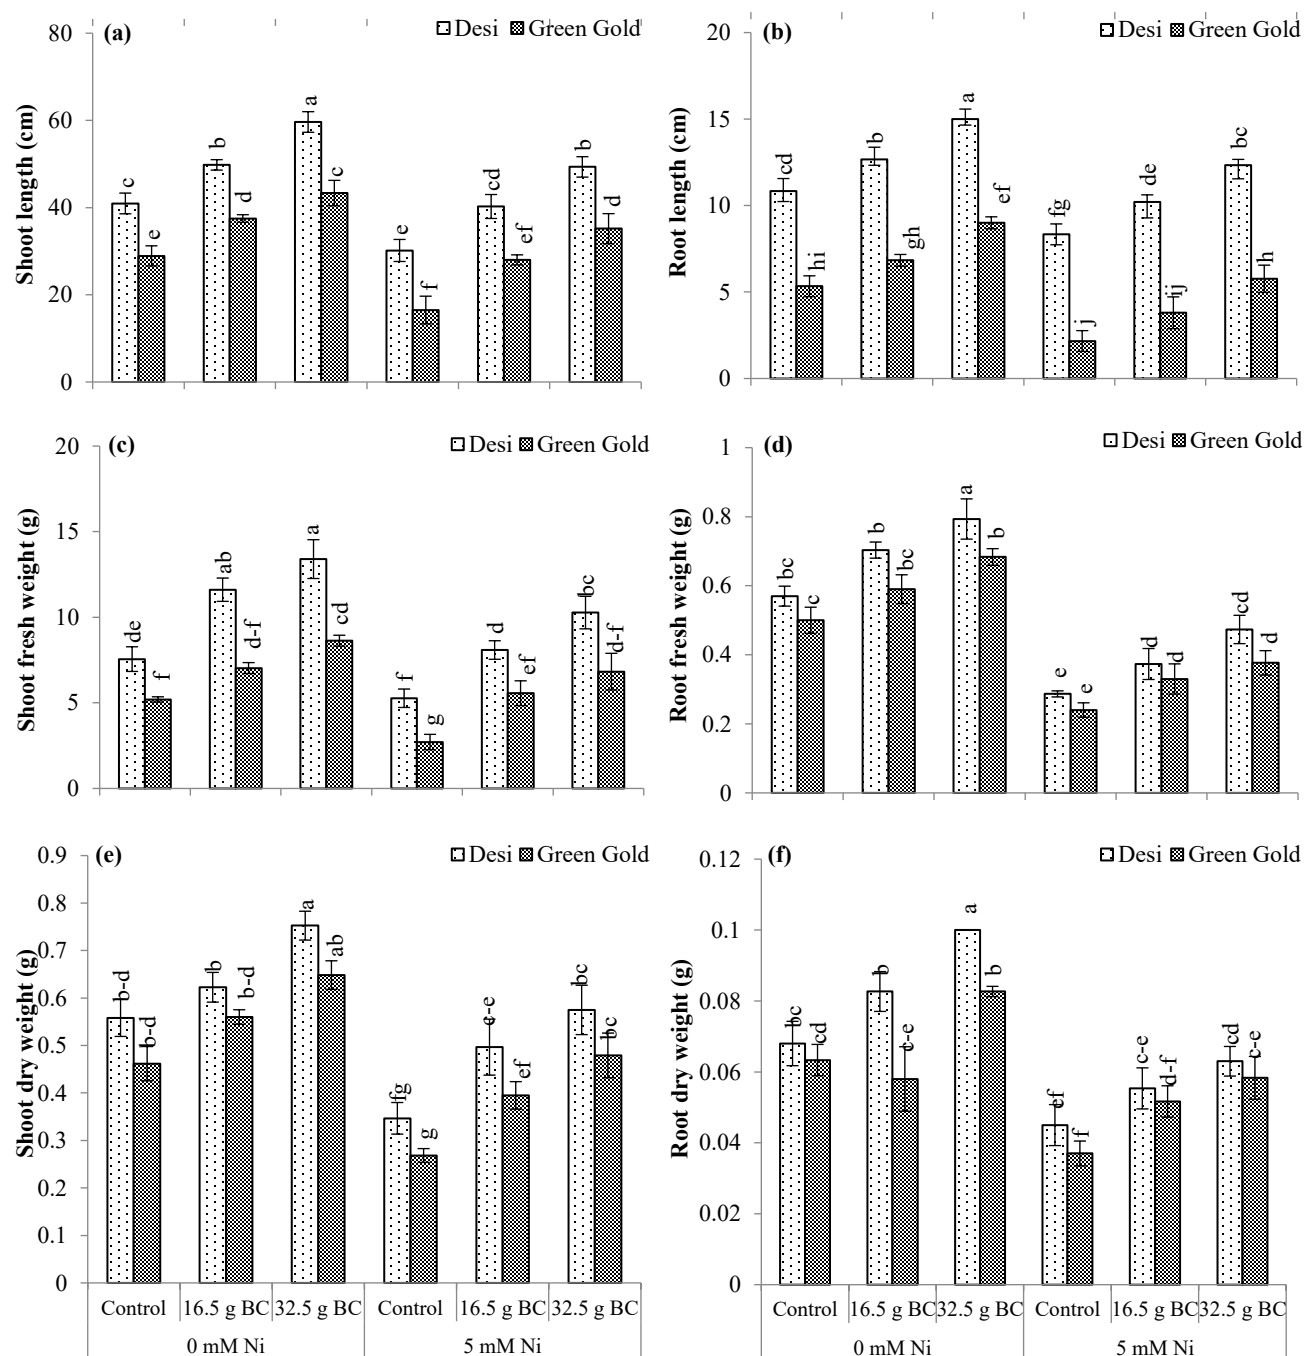 (a)
Desi Green Gold
Shoot length (cm)
80
60
40
20
0
c
e
b
d
a
c
e
f
cd
ef
b
d
(b)
Desi Green Gold
Root length (cm)
20
15
10
5
0
cd
hi
b
gh
a
ef
fg
j
de
ij
bc
h
(c)
Desi Green Gold
Shoot fresh weight (g)
20
15
10
5
0
de
f
ab
d-f
a
cd
f
g
d
ef
bc
d-f
(d)
Desi Green Gold
Root fresh weight (g)
1
0.8
0.6
0.4
0.2
0
bc
c
b
bc
a
b
e
e
d
d
cd
d
(e)
Desi Green Gold
Shoot dry weight (g)
0.9
0.8
0.7
0.6
0.5
0.4
0.3
0.2
0.1
0
b-d
b-d
b
b-d
a
ab
fg
g
c-e
ef
bc
bc
Control 16.5 g BC 32.5 g BC Control 16.5 g BC 32.5 g BC
0 mM Ni 5 mM Ni
(f)
Desi Green Gold
Root dry weight (g)
0.12
0.1
0.08
0.06
0.04
0.02
0
bc
cd
b
c-e
a
b
ef
f
c-e
d-f
cd
c-e
Control 16.5 g BC 32.5 g BC Control 16.5 g BC 32.5 g BC
0 mM Ni 5 mM Ni